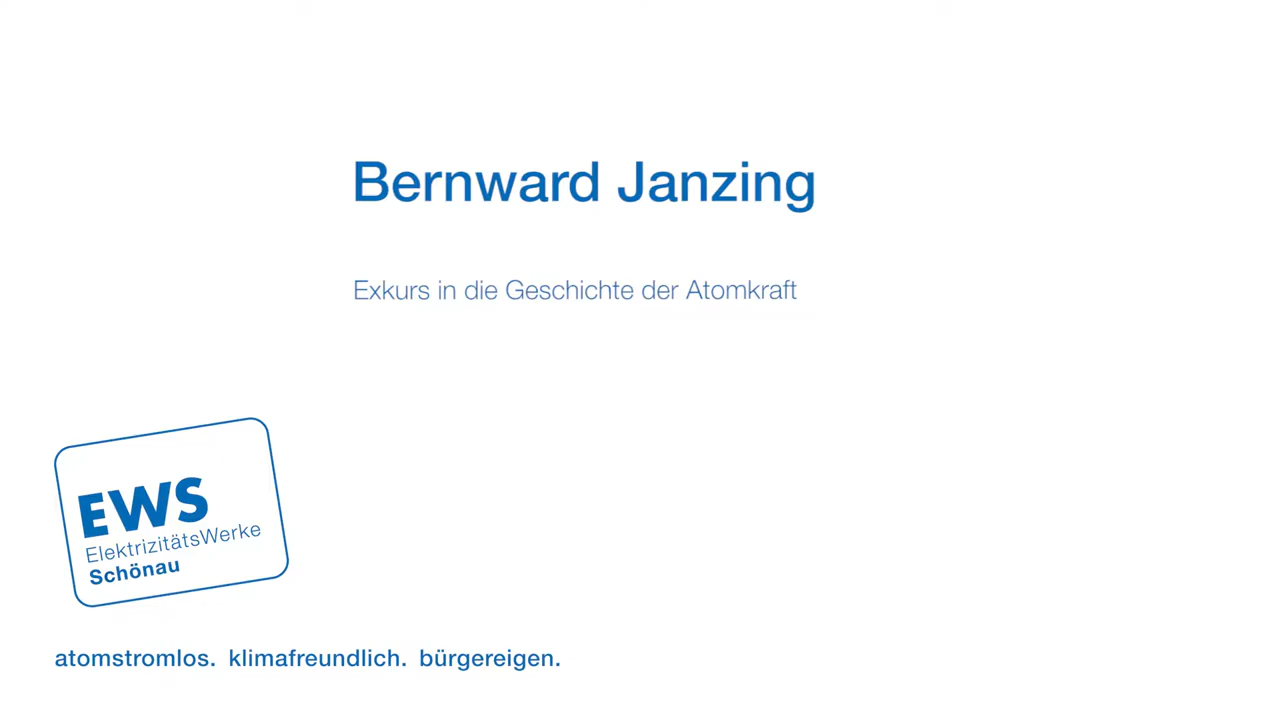 Bernward Janzing
Exkurs in die Geschichte der Atomkraft
EWS
ElektrizitätsWerke
Schönau
atomstromlos. klimafreundlich. bürgereigen.